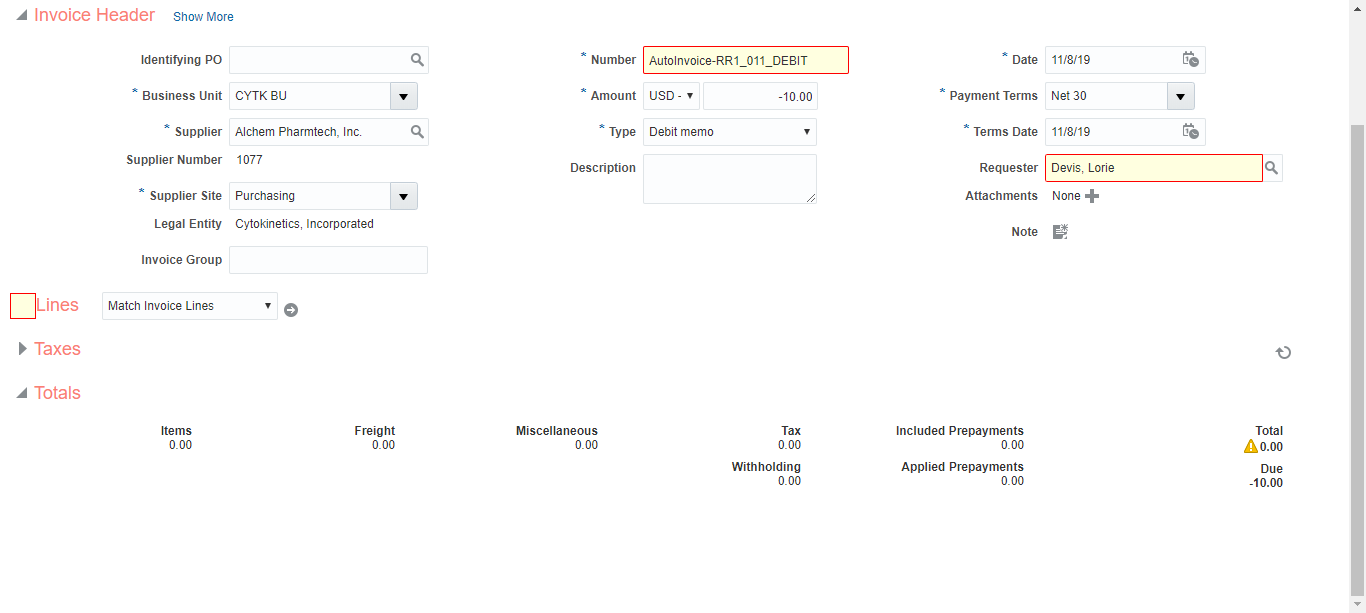 Invoice Header Show More
Identifying PO
* Number AutoInvoice-RR1_011_DEBIT
* Date 11/8/19
* Business Unit CYTK BU
* Amount USD - -10.00
* Payment Terms Net 30
* Supplier Alchem Pharmtech, Inc.
* Type Debit memo
* Terms Date 11/8/19
Supplier Number 1077
Description
Requester Devis, Lorie
* Supplier Site Purchasing
Attachments None
Legal Entity Cytokinetics, Incorporated
Note
Invoice Group
Lines Match Invoice Lines
Taxes
Totals
Items Freight Miscellaneous Tax Included Prepayments Total
0.00 0.00 0.00 0.00 0.00 0.00
Withholding Applied Prepayments Due
0.00 0.00 -10.00